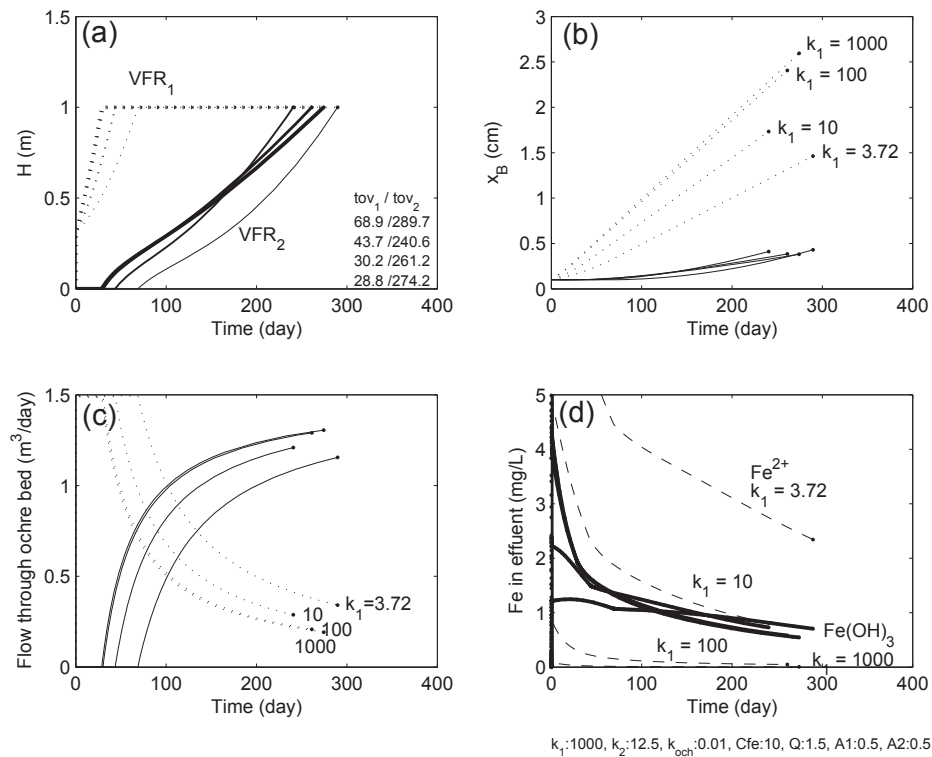 (a)
VFR1
VFR2
tov1 / tov2
68.9 /289.7
43.7 /240.6
30.2 /261.2
28.8 /274.2
H (m)
1.5
1
0.5
0
0 100 200 300 400
Time (day)
(b)
k1 = 1000
k1 = 100
k1 = 10
k1 = 3.72
xB (cm)
3
2.5
2
1.5
1
0.5
0
0 100 200 300 400
Time (day)
(c)
k1=3.72
10
100
1000
Flow through ochre bed (m3/day)
1.5
1
0.5
0
0 100 200 300 400
Time (day)
(d)
Fe2+
k1 = 3.72
k1 = 10
Fe(OH)3
k1 = 100
k1 = 1000
Fe in effuent (mg/L)
5
4
3
2
1
0
0 100 200 300 400
Time (day)
k1:1000, k2:12.5, koch:0.01, Cfe:10, Q:1.5, A1:0.5, A2:0.5